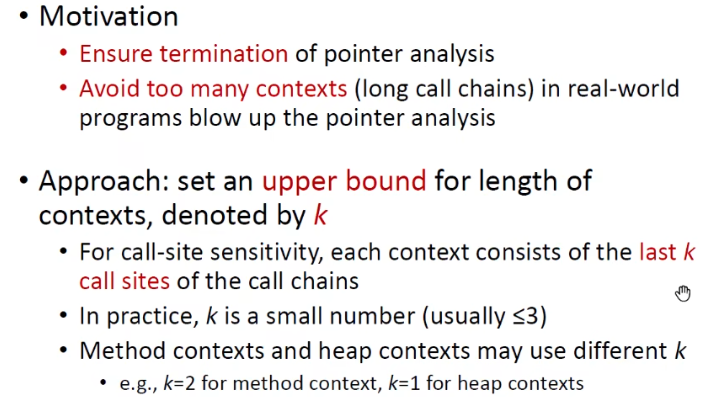 • Motivation
• Ensure termination of pointer analysis
• Avoid too many contexts (long call chains) in real-world
programs blow up the pointer analysis
• Approach: set an upper bound for length of
contexts, denoted by k
• For call-site sensitivity, each context consists of the last k
call sites of the call chains
• In practice, k is a small number (usually ≤3)
• Method contexts and heap contexts may use different k
• e.g., k=2 for method context, k=1 for heap contexts